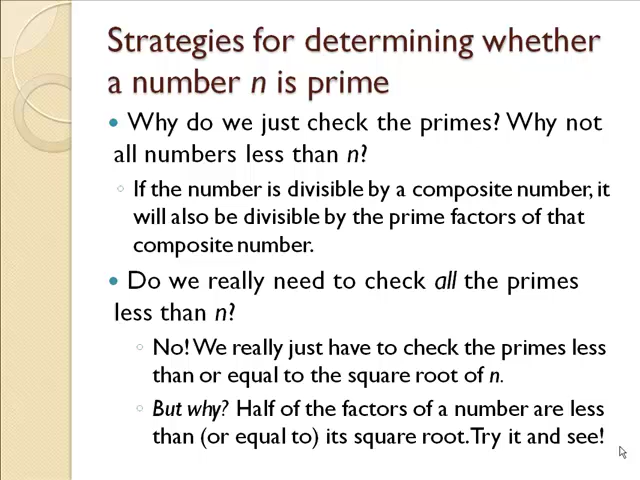 Strategies for determining whether
a number n is prime
• Why do we just check the primes? Why not
all numbers less than n?
◦ If the number is divisible by a composite number, it
will also be divisible by the prime factors of that
composite number.
• Do we really need to check all the primes
less than n?
◦ No! We really just have to check the primes less
than or equal to the square root of n.
◦ But why? Half of the factors of a number are less
than (or equal to) its square root. Try it and see!